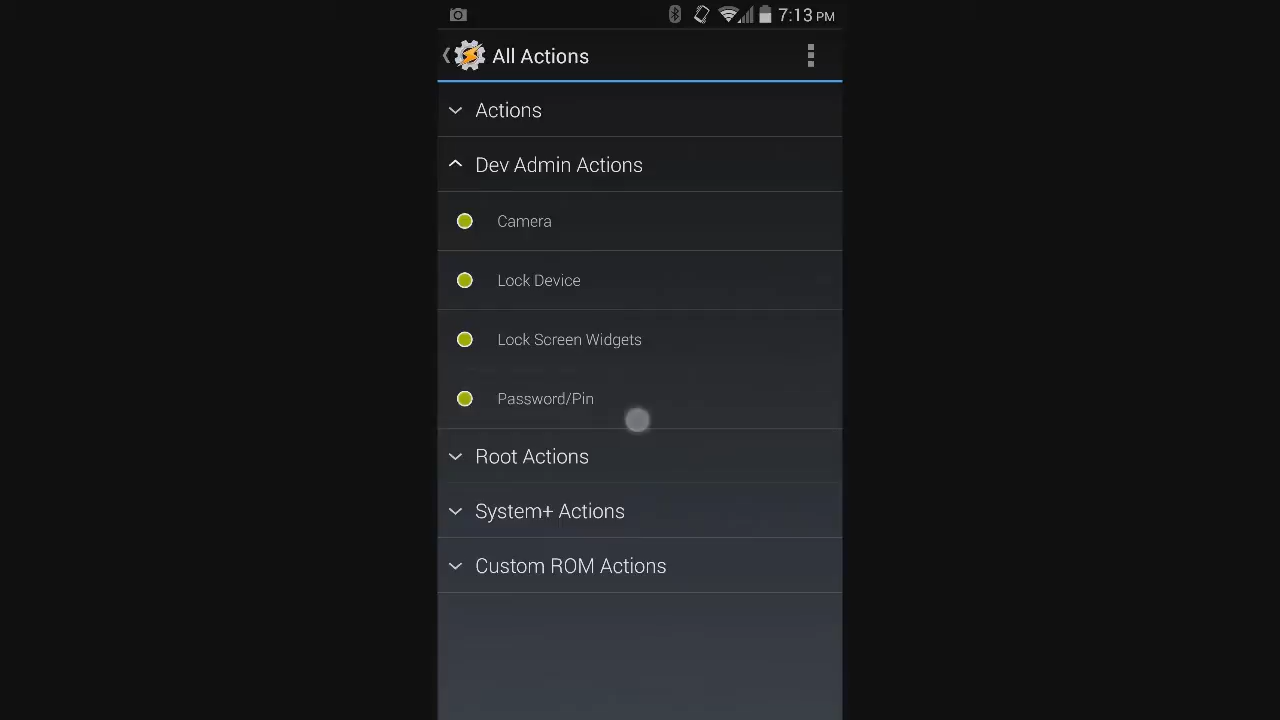 7:13 PM
All Actions
Actions
Dev Admin Actions
Camera
Lock Device
Lock Screen Widgets
Password/Pin
Root Actions
System+ Actions
Custom ROM Actions